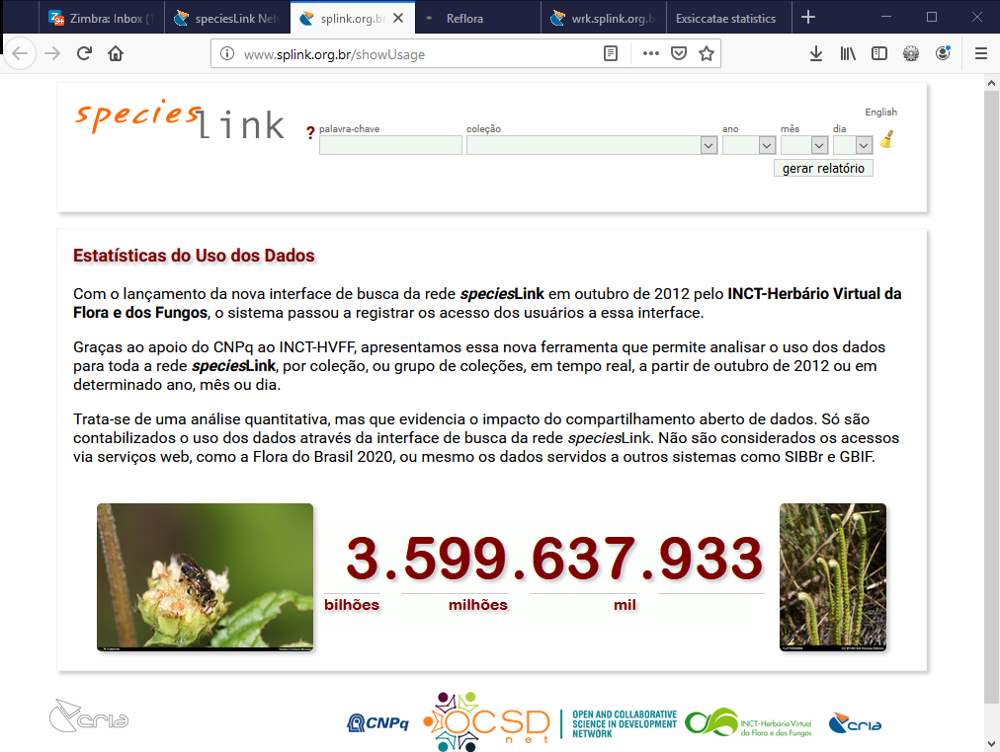 Zimbra: Inbox (
speciesLink Net
splink.org.br
Reflora
wrk.splink.org.b
Exsiccatae statistics
www.splink.org.br/showUsage
English
specieslink
?
palavra-chave
coleção
ano
mês
dia
gerar relatório
Estatísticas do Uso dos Dados
Com o lançamento da nova interface de busca da rede speciesLink em outubro de 2012 pelo INCT-Herbário Virtual da
Flora e dos Fungos, o sistema passou a registrar os acesso dos usuários a essa interface.
Graças ao apoio do CNPq ao INCT-HVFF, apresentamos essa nova ferramenta que permite analisar o uso dos dados
para toda a rede speciesLink, por coleção, ou grupo de coleções, em tempo real, a partir de outubro de 2012 ou em
determinado ano, mês ou dia.
Trata-se de uma análise quantitativa, mas que evidencia o impacto do compartilhamento aberto de dados. Só são
contabilizados o uso dos dados através da interface de busca da rede speciesLink. Não são considerados os acessos
via serviços web, como a Flora do Brasil 2020, ou mesmo os dados servidos a outros sistemas como SIBBr e GBIF.
3.599.637.933
bilhões
milhões
mil
cria
CNPq
OCSD
net
OPEN AND COLLABORATIVE
SCIENCE IN DEVELOPMENT
NETWORK
INCT-Herbário Virtual
da Flora e dos Fungos
cria